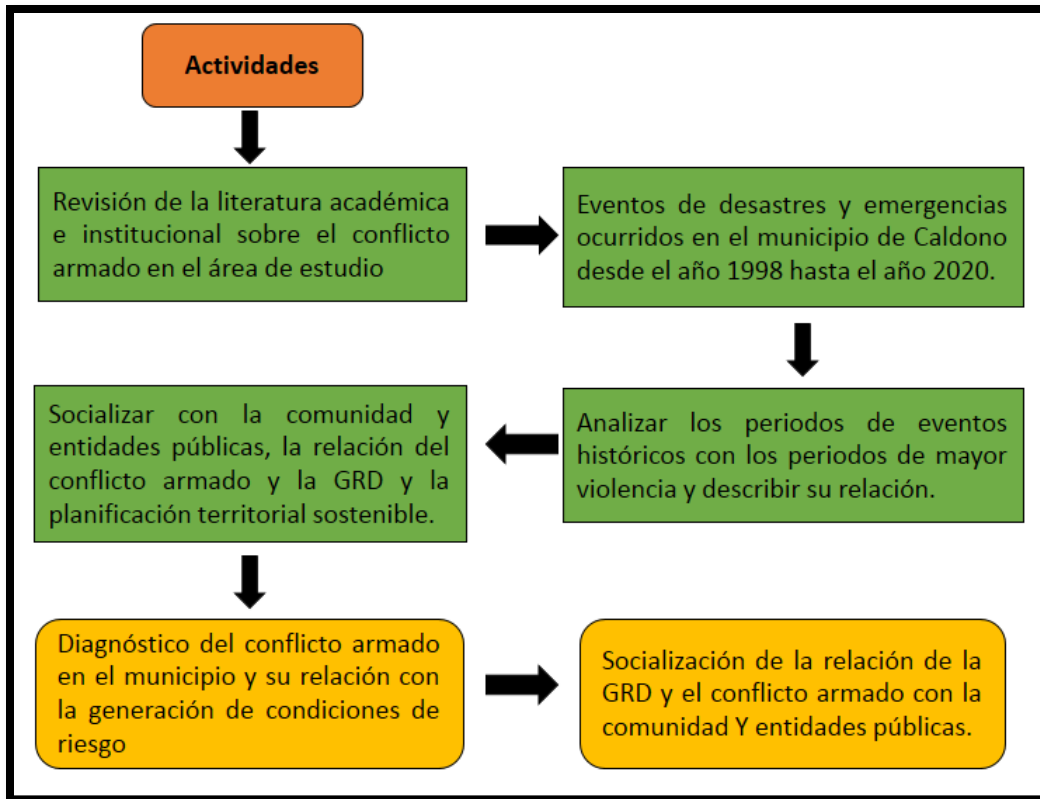 Actividades
Revisión de la literatura académica
e institucional sobre el conflicto
armado en el área de estudio
Eventos de desastres y emergencias
ocurridos en el municipio de Caldono
desde el año 1998 hasta el año 2020.
Analizar los periodos de eventos
históricos con los periodos de mayor
violencia y describir su relación.
Socializar con la comunidad y
entidades públicas, la relación del
conflicto armado y la GRD y la
planificación territorial sostenible.
Diagnóstico del conflicto armado
en el municipio y su relación con
la generación de condiciones de
riesgo
Socialización de la relación de la
GRD y el conflicto armado con la
comunidad Y entidades públicas.